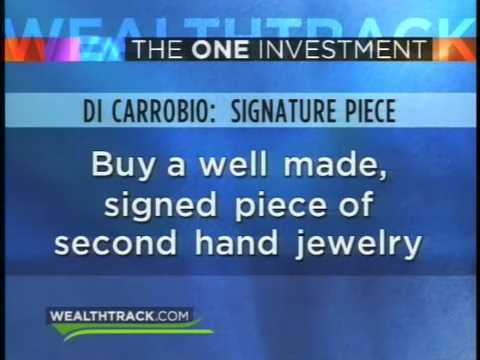 WEALTHTRACK
THE ONE INVESTMENT
DI CARROBIO: SIGNATURE PIECE
Buy a well made,
signed piece of
second hand jewelry
WEALTHTRACK.COM